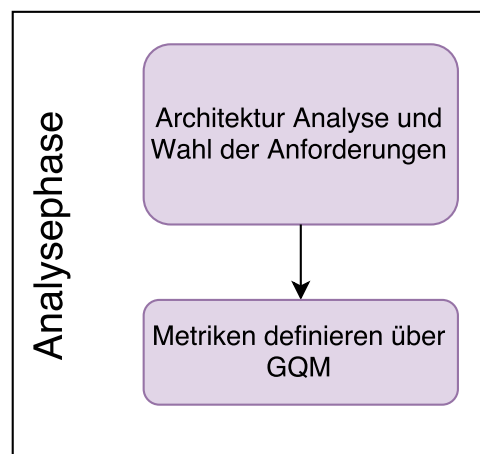 Analysephase
Architektur Analyse und
Wahl der Anforderungen
Metriken definieren über
GQM